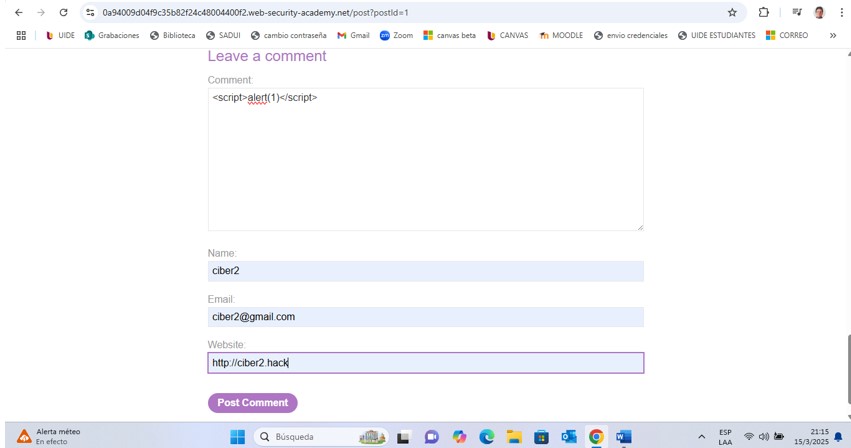 0a94009d04f9c35b82f24c48004400f2.web-security-academy.net/post?postId=1
UIDE Grabaciones Biblioteca SADUI cambio contraseña Gmail Zoom canvas beta CANVAS MOODLE envio credenciales UIDE ESTUDIANTES CORREO »
Leave a comment
Comment:
<script>alert(1)</script>
Name:
ciber2
Email:
ciber2@gmail.com
Website:
http://ciber2.hack
Post Comment
Alerta méteo
En efecto
Búsqueda
ESP
LAA
21:15
15/3/2025